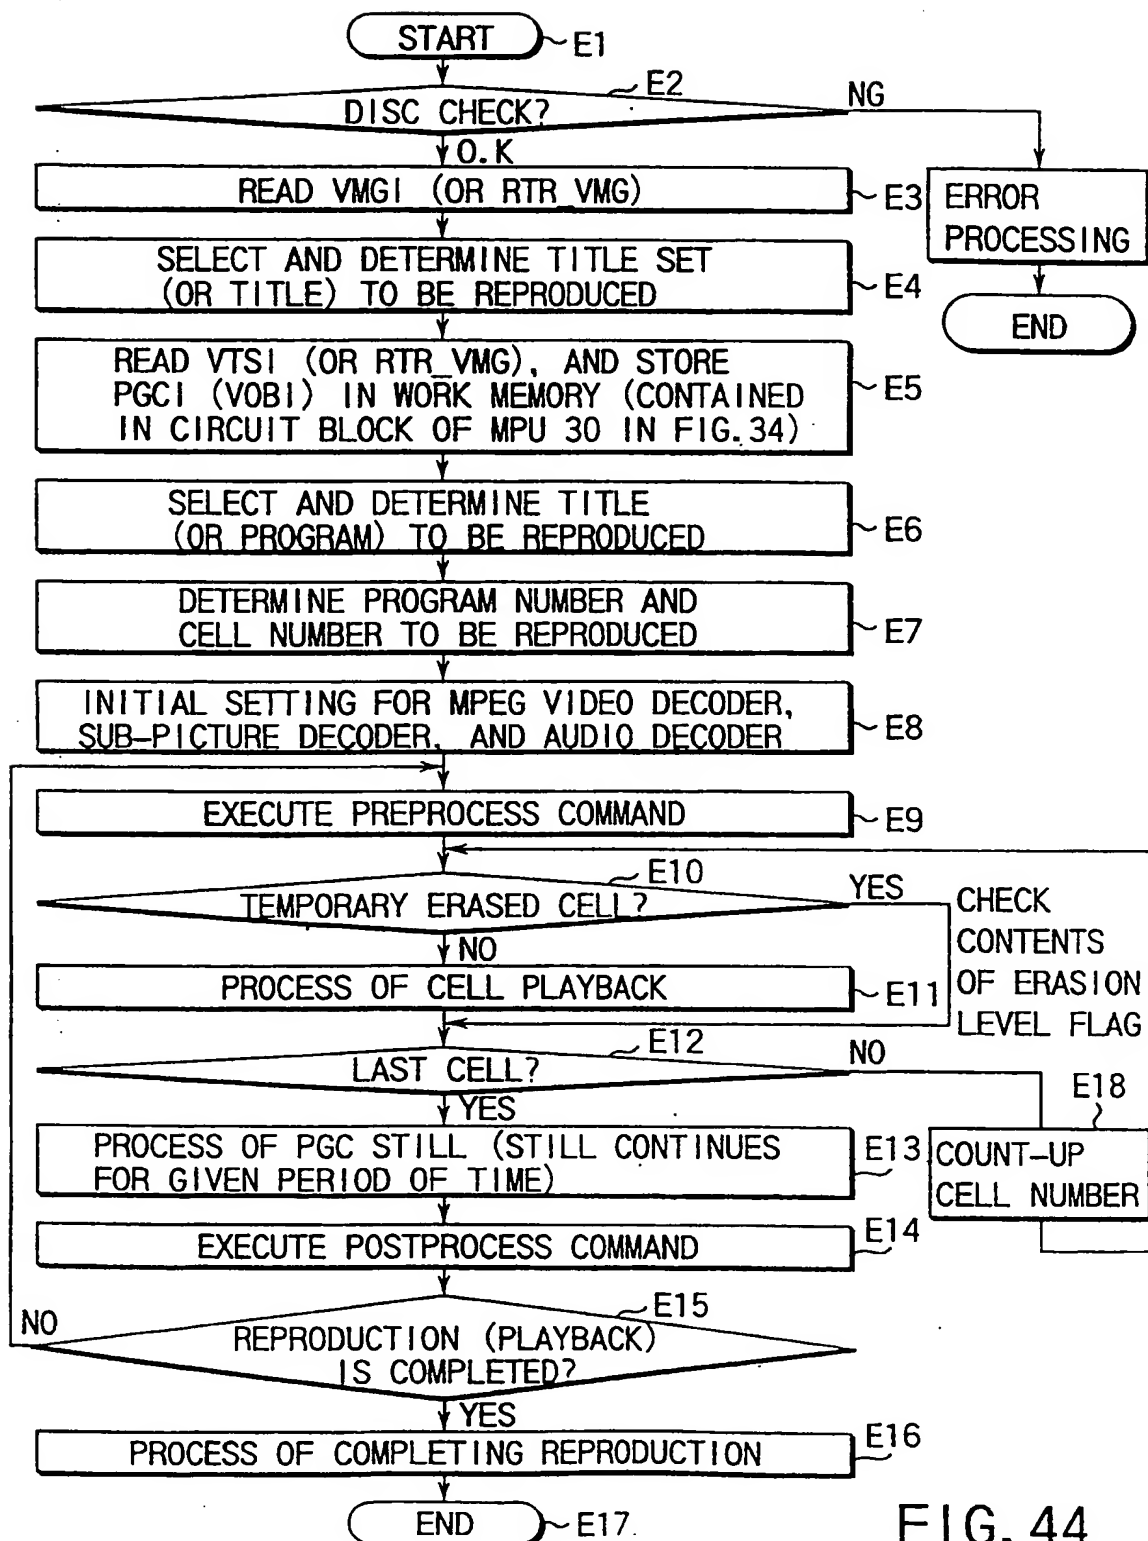 START
E1
E2
DISC CHECK?
NG
O.K
READ VMGI (OR RTR_VMG)
E3
ERROR
PROCESSING
END
SELECT AND DETERMINE TITLE SET
(OR TITLE) TO BE REPRODUCED
E4
READ VTSI (OR RTR_VMG), AND STORE
PGCI (VOBI) IN WORK MEMORY (CONTAINED
IN CIRCUIT BLOCK OF MPU 30 IN FIG.34)
E5
SELECT AND DETERMINE TITLE
(OR PROGRAM) TO BE REPRODUCED
E6
DETERMINE PROGRAM NUMBER AND
CELL NUMBER TO BE REPRODUCED
E7
INITIAL SETTING FOR MPEG VIDEO DECODER,
SUB-PICTURE DECODER, AND AUDIO DECODER
E8
EXECUTE PREPROCESS COMMAND
E9
E10
TEMPORARY ERASED CELL?
YES
NO
CHECK
CONTENTS
OF ERASION
LEVEL FLAG
PROCESS OF CELL PLAYBACK
E11
E12
LAST CELL?
NO
YES
E18
COUNT-UP
CELL NUMBER
PROCESS OF PGC STILL (STILL CONTINUES
FOR GIVEN PERIOD OF TIME)
E13
EXECUTE POSTPROCESS COMMAND
E14
E15
NO
REPRODUCTION (PLAYBACK)
IS COMPLETED?
YES
PROCESS OF COMPLETING REPRODUCTION
E16
END
E17
FIG. 44